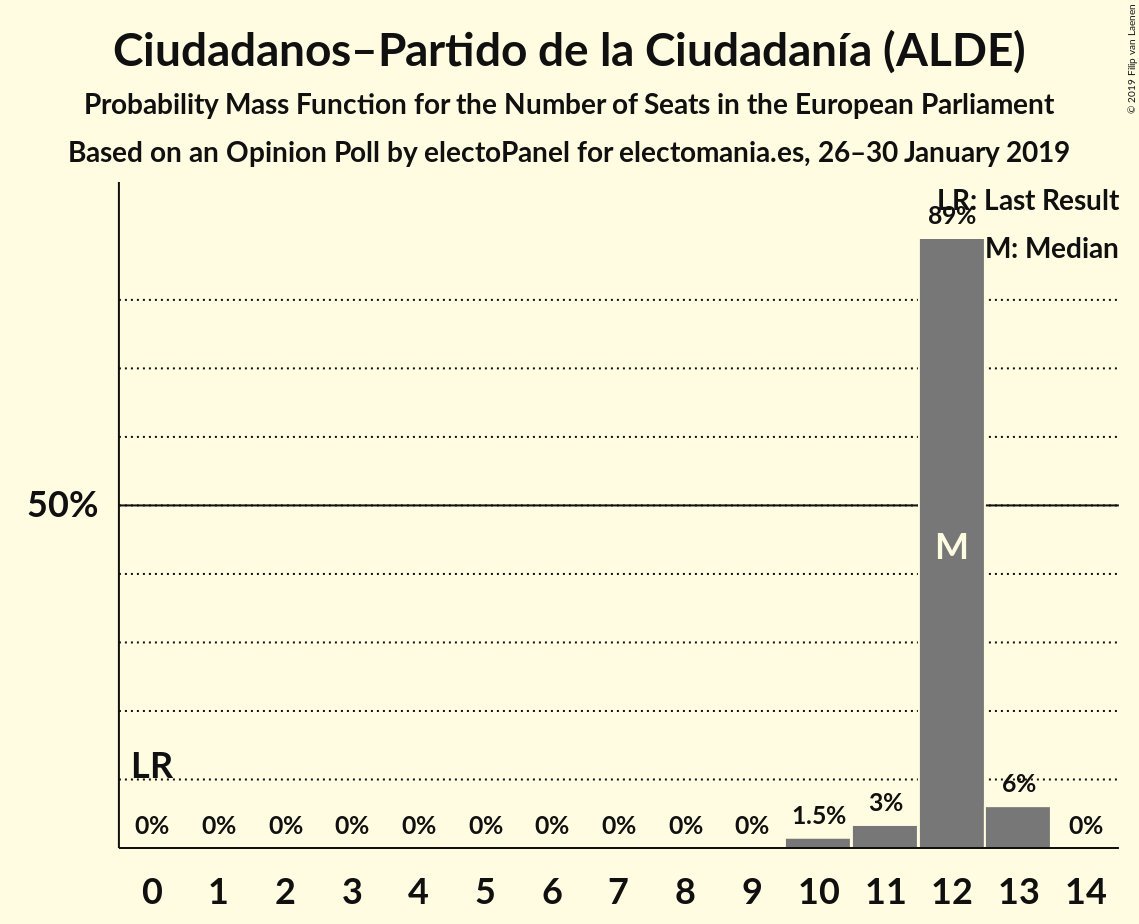 Ciudadanos–Partido de la Ciudadanía (ALDE)
Probability Mass Function for the Number of Seats in the European Parliament
Based on an Opinion Poll by electoPanel for electomania.es, 26–30 January 2019
© 2019 Filip van Laenen
LR: Last Result
M: Median
89%
50%
M
LR
0% 0% 0% 0% 0% 0% 0% 0% 0% 0% 1.5% 3% 6% 0%
0 1 2 3 4 5 6 7 8 9 10 11 12 13 14